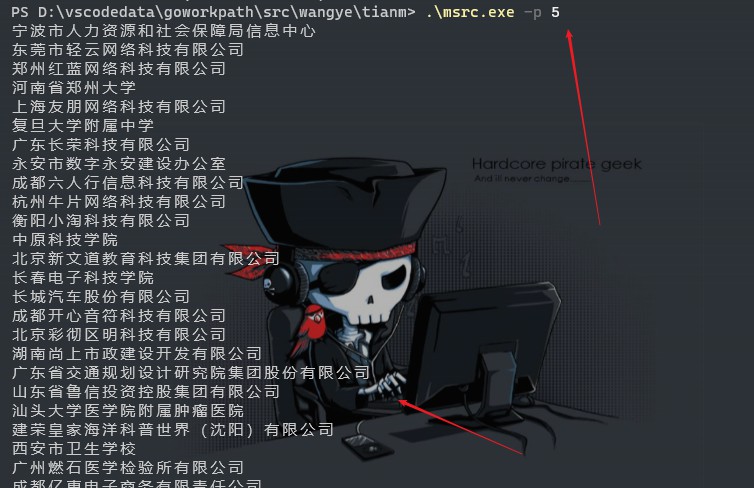 PS D:\vscodedata\goworkpath\src\wangye\tianm> .\msrc.exe -p 5
宁波市人力资源和社会保障局信息中心
东莞市轻云网络科技有限公司
郑州红蓝网络科技有限公司
河南省郑州大学
上海友朋网络科技有限公司
复旦大学附属中学
广东长荣科技有限公司
永安市数字永安建设办公室
成都六人行信息科技有限公司
杭州牛片网络科技有限公司
衡阳小淘科技有限公司
中原科技学院
北京新文道教育科技集团有限公司
长春电子科技学院
长城汽车股份有限公司
成都开心音符科技有限公司
北京彩彻区明科技有限公司
湖南尚上市政建设开发有限公司
广东省交通规划设计研究院集团股份有限公司
山东省鲁信投资控股集团有限公司
汕头大学医学院附属肿瘤医院
建荣皇家海洋科普世界（沈阳）有限公司
西安市卫生学校
广州燃石医学检验所有限公司
成都亿惠电子商务有限责任公司
Hardcore pirate geek
And ill never change......